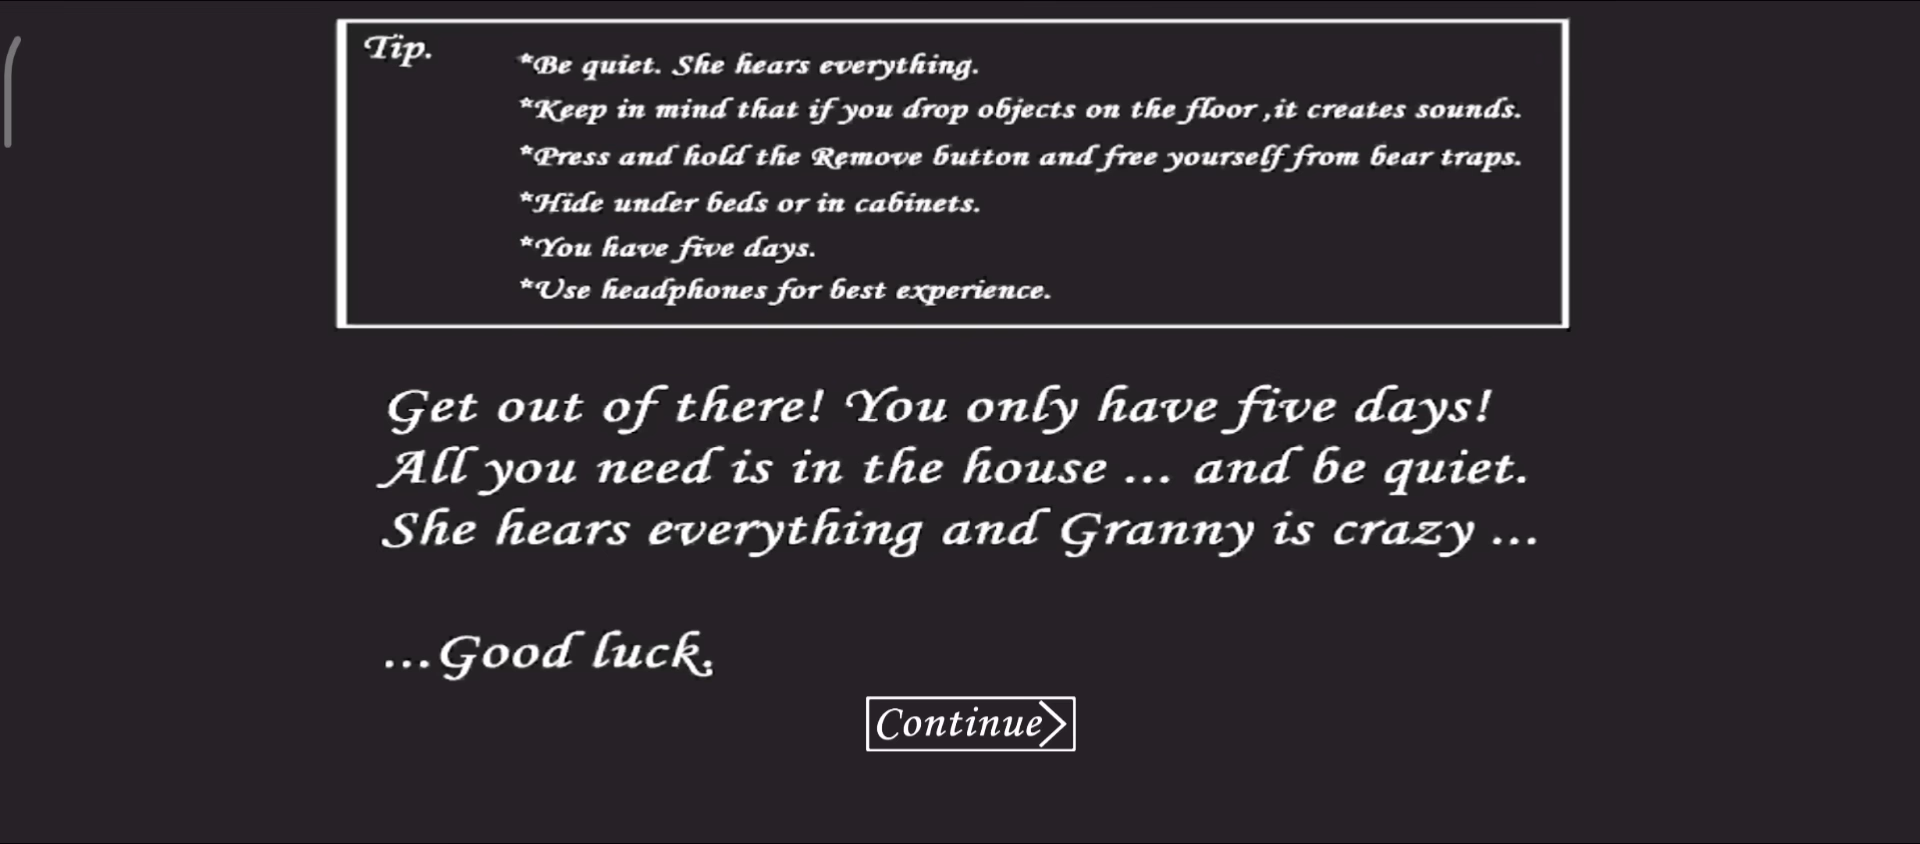 Tip.
*Be quiet. She hears everything.
*Keep in mind that if you drop objects on the floor ,it creates sounds.
*Press and hold the Remove button and free yourself from bear traps.
*Hide under beds or in cabinets.
*You have five days.
*Use headphones for best experience.
Get out of there! You only have five days!
All you need is in the house ... and be quiet.
She hears everything and Granny is crazy ...
...Good luck.
Continue>